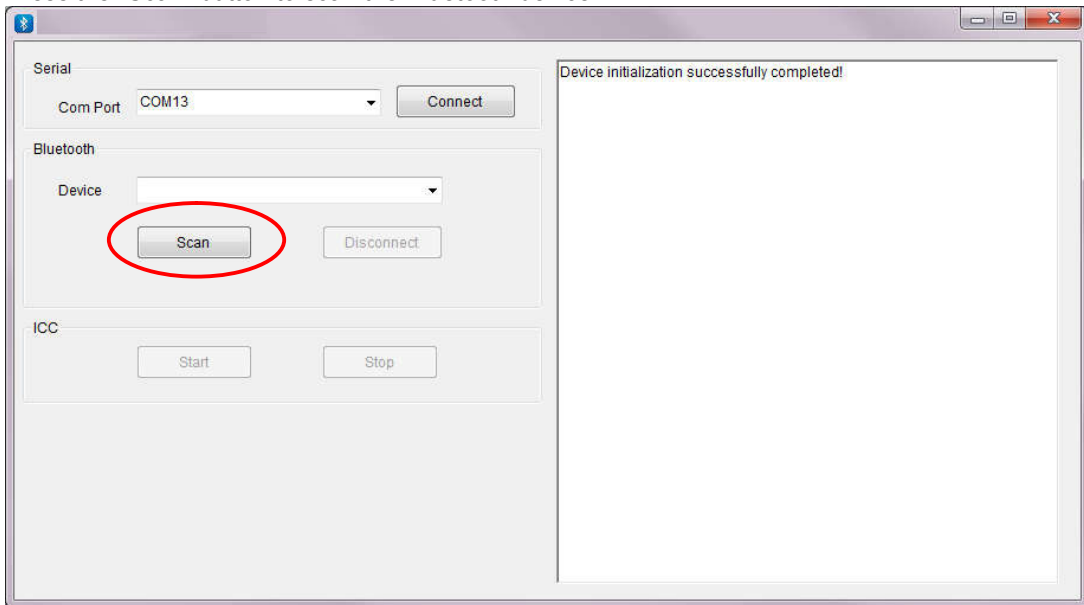 Serial
Com Port COM13 Connect
Bluetooth
Device
Scan Disconnect
ICC
Start Stop
Device initialization successfully completed!